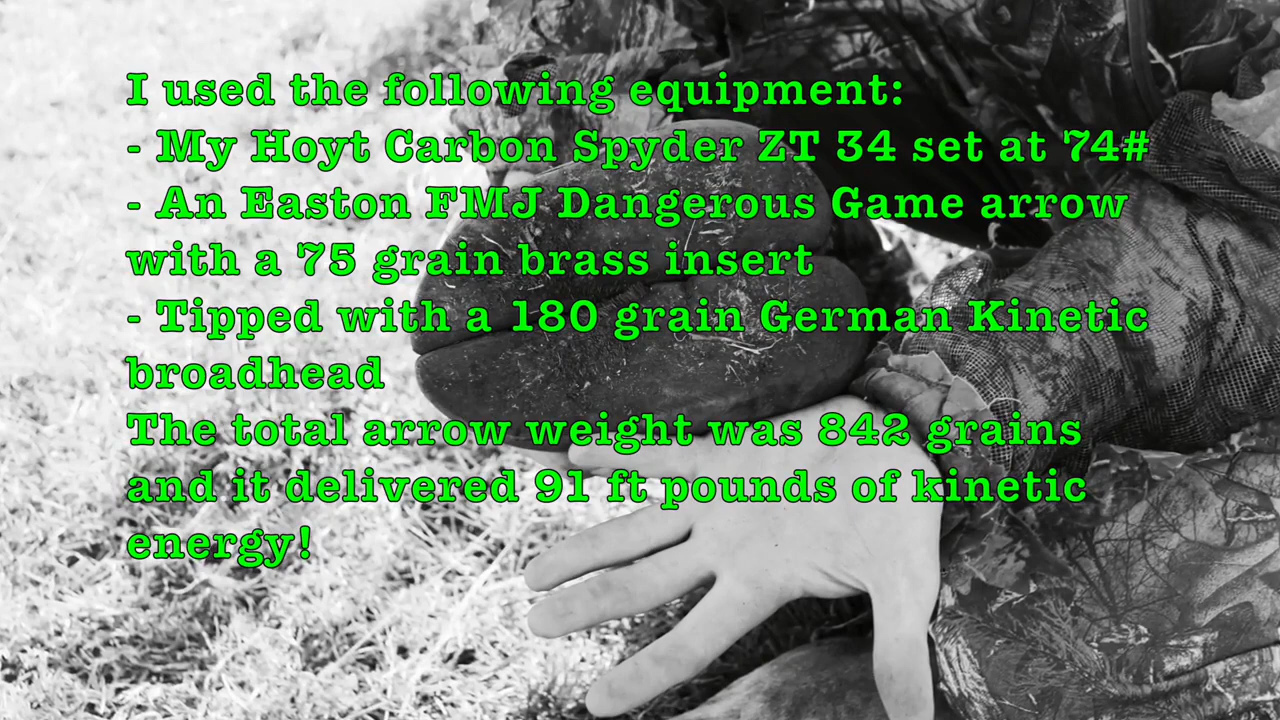 I used the following equipment:
- My Hoyt Carbon Spyder ZT 34 set at 74#
- An Easton FMJ Dangerous Game arrow
with a 75 grain brass insert
- Tipped with a 180 grain German Kinetic
broadhead
The total arrow weight was 842 grains
and it delivered 91 ft pounds of kinetic
energy!